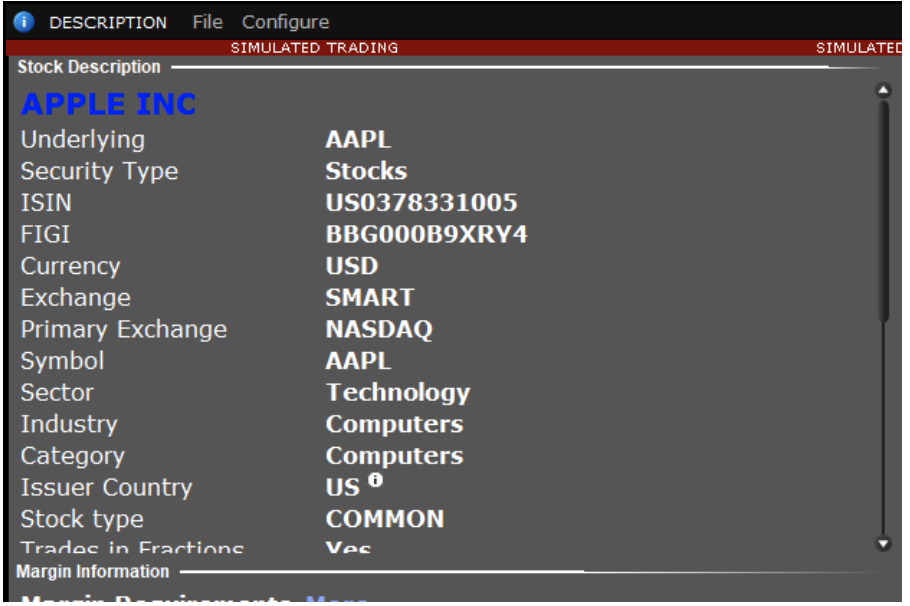 DESCRIPTION File Configure
SIMULATED TRADING SIMULATED
Stock Description
APPLE INC
Underlying AAPL
Security Type Stocks
ISIN US0378331005
FIGI BBG000B9XRY4
Currency USD
Exchange SMART
Primary Exchange NASDAQ
Symbol AAPL
Sector Technology
Industry Computers
Category Computers
Issuer Country US
Stock type COMMON
Trades in Fractions Yes
Margin Information
Margin Requirements More